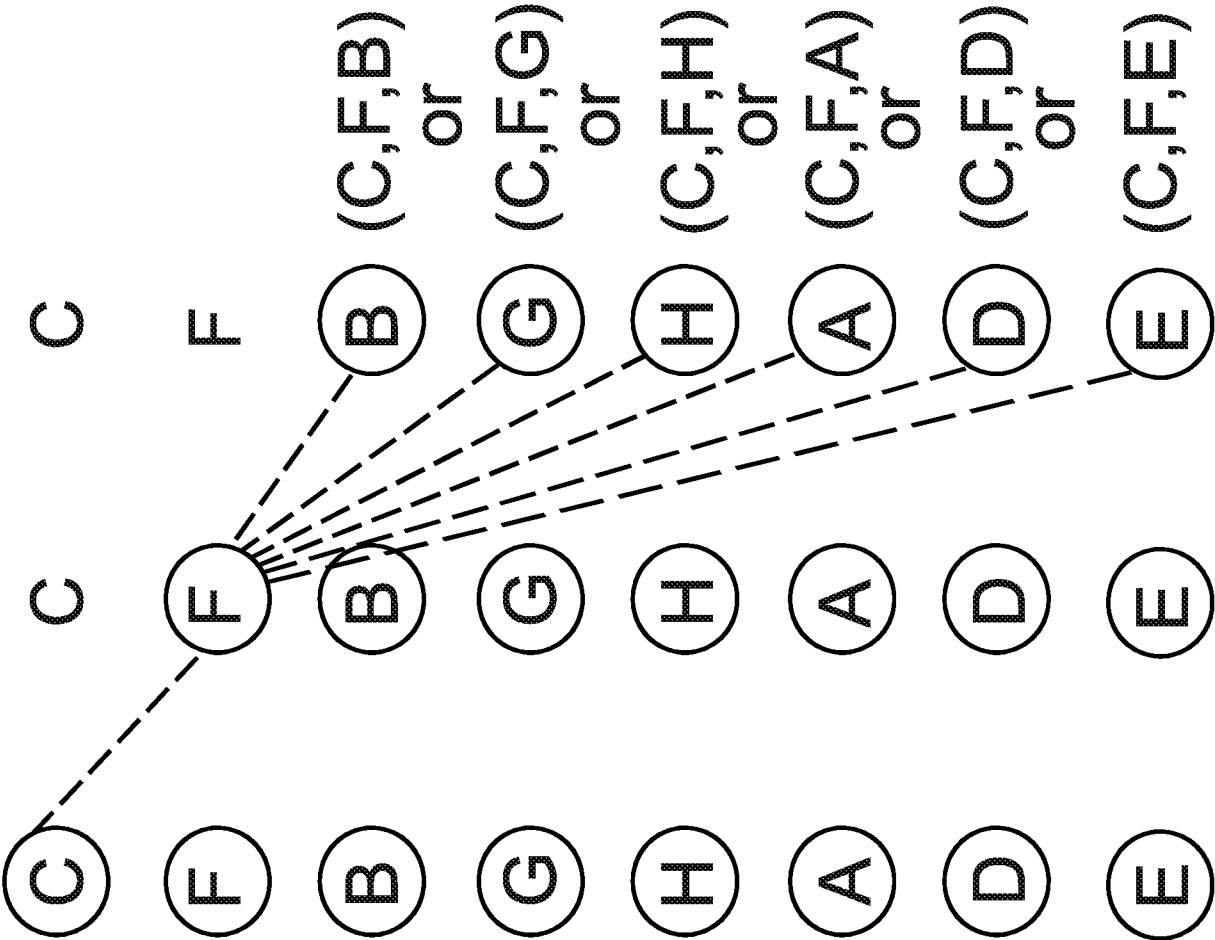 C C C
F F F
B B B (C,F,B)
or
G G G (C,F,G)
or
H H H (C,F,H)
or
A A A (C,F,A)
or
D D D (C,F,D)
or
E E E (C,F,E)